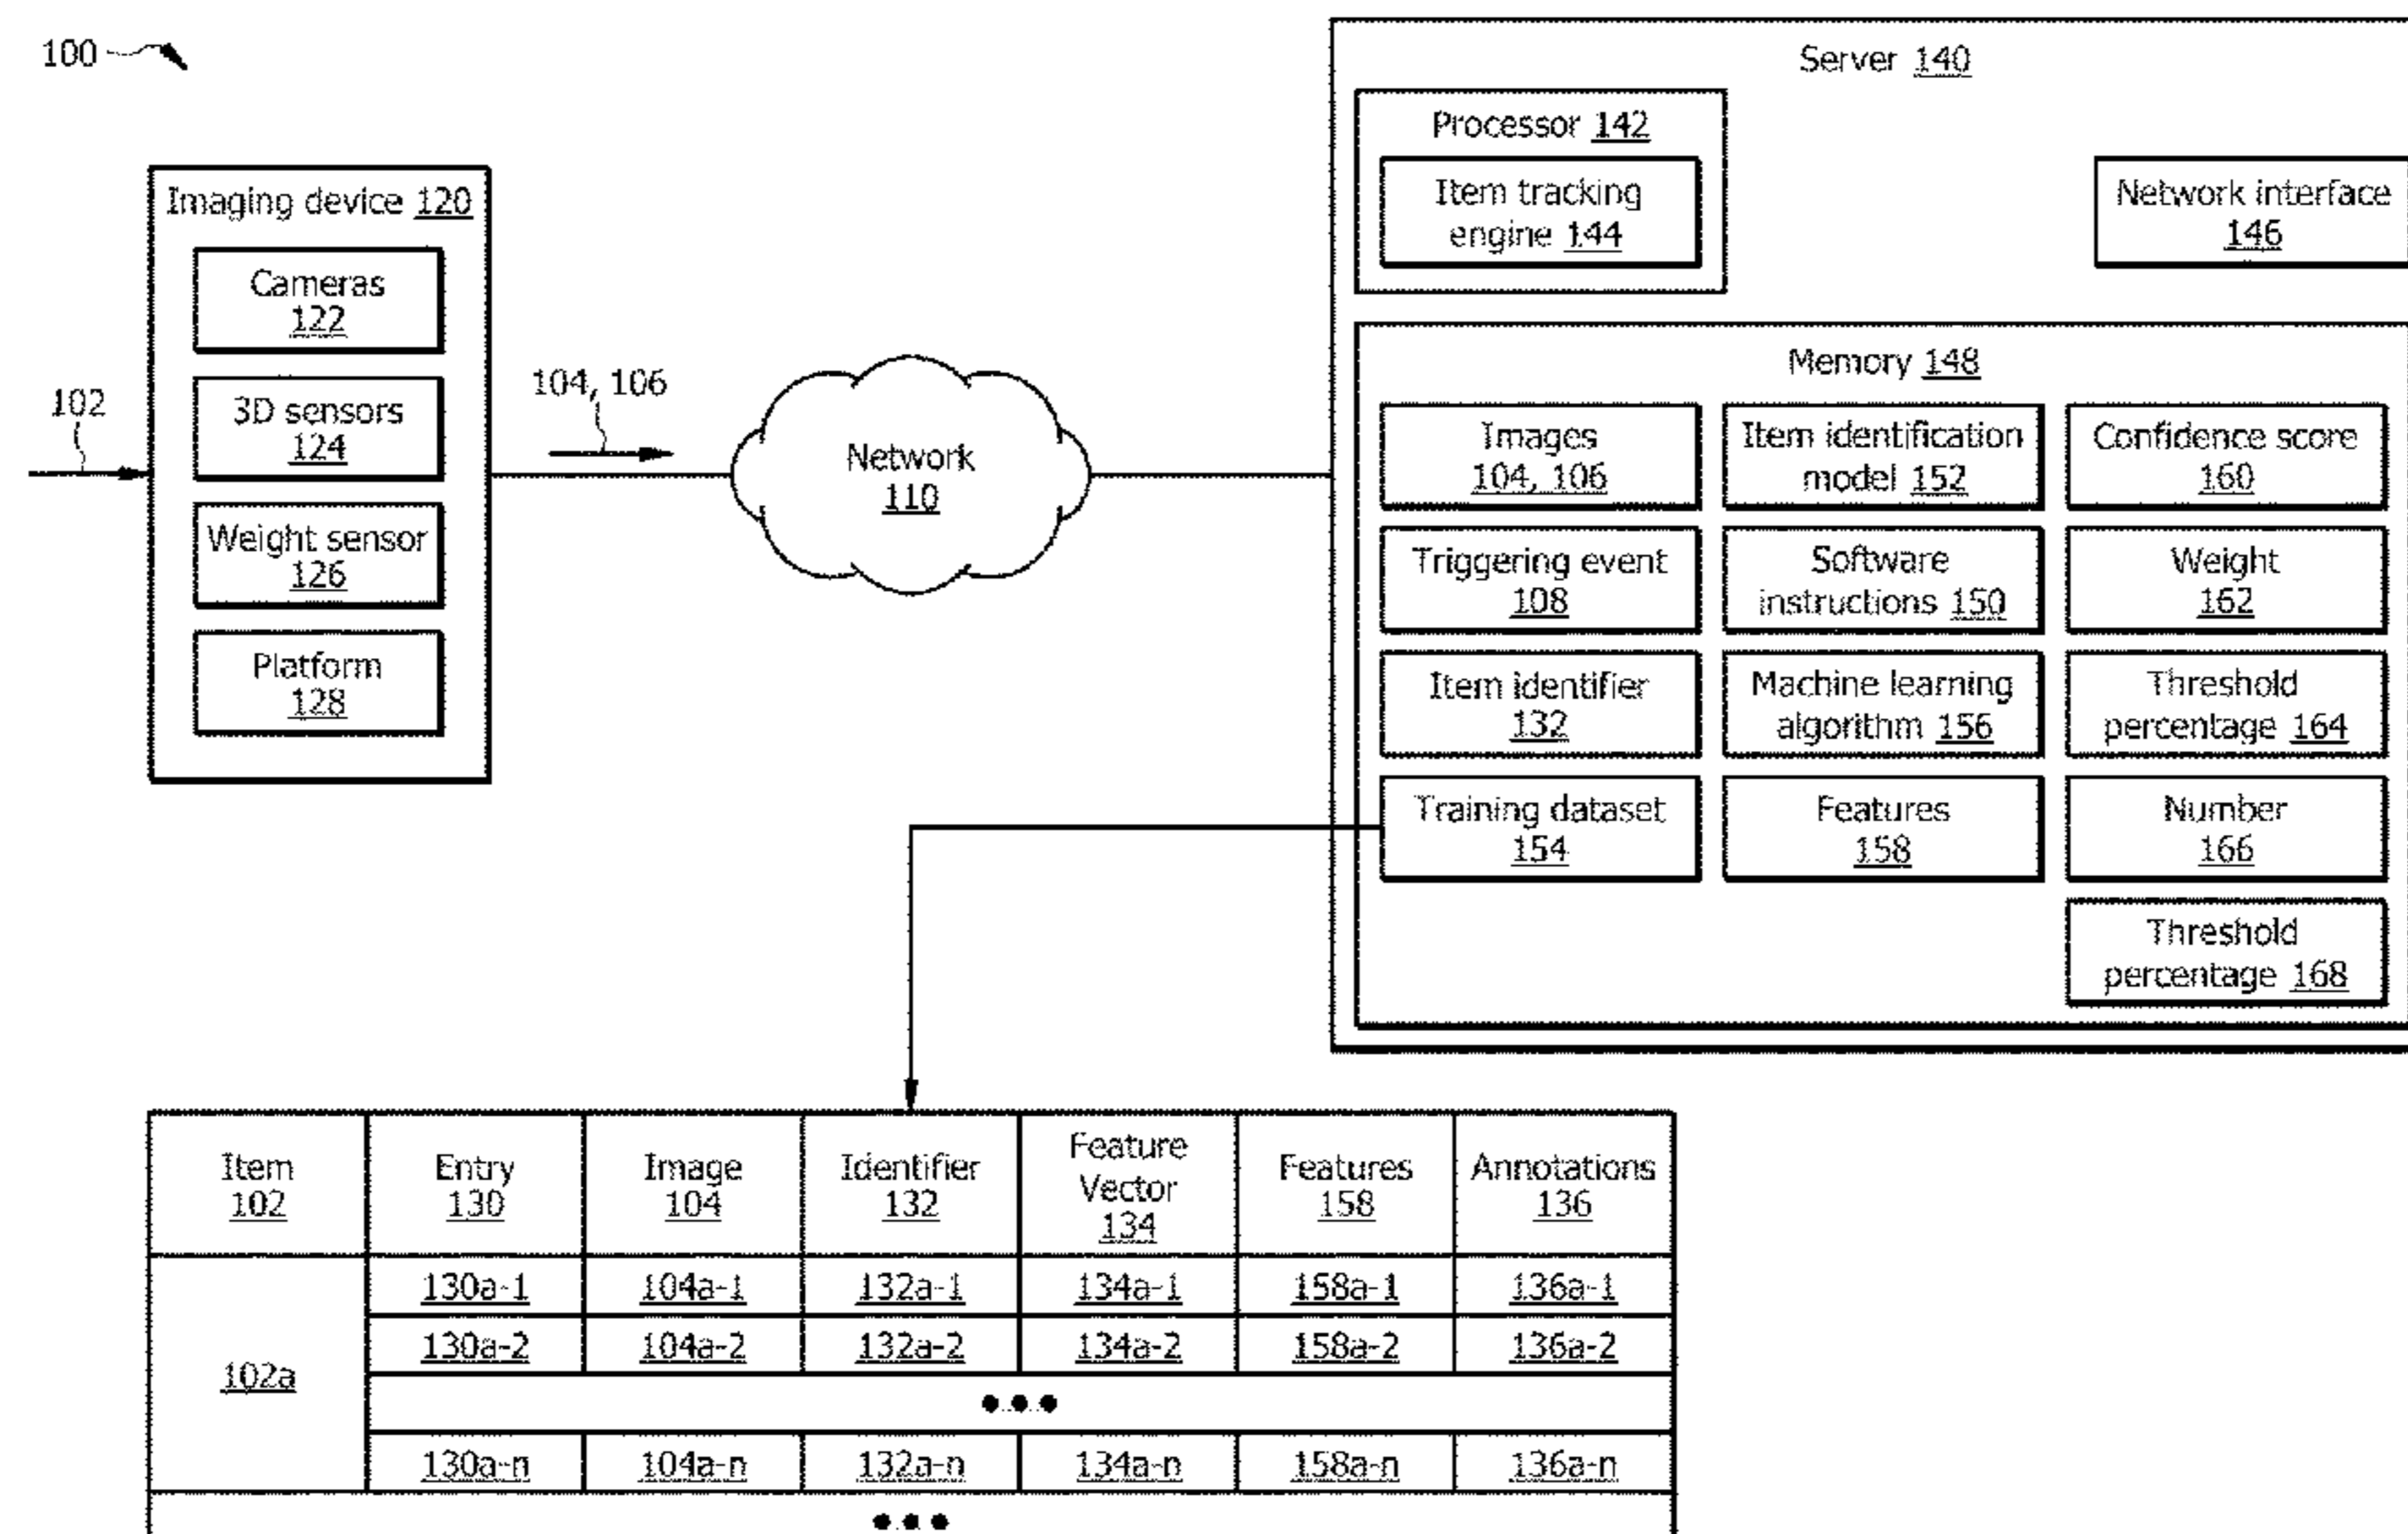 100
Server 140
Processor 142
Item tracking
engine 144
Network interface
146
Imaging device 120
Cameras
122
3D sensors
124
Weight sensor
126
Platform
128
102
104, 106
Network
110
Memory 148
Images
104, 106
Item identification
model 152
Confidence score
160
Triggering event
108
Software
instructions 150
Weight
162
Item identifier
132
Machine learning
algorithm 156
Threshold
percentage 164
Training dataset
154
Features
158
Number
166
Threshold
percentage 168
Item
102
Entry
130
Image
104
Identifier
132
Feature
Vector
134
Features
158
Annotations
136
102a
130a-1 104a-1 132a-1 134a-1 158a-1 136a-1
130a-2 104a-2 132a-2 134a-2 158a-2 136a-2
130a-n 104a-n 132a-n 134a-n 158a-n 136a-n